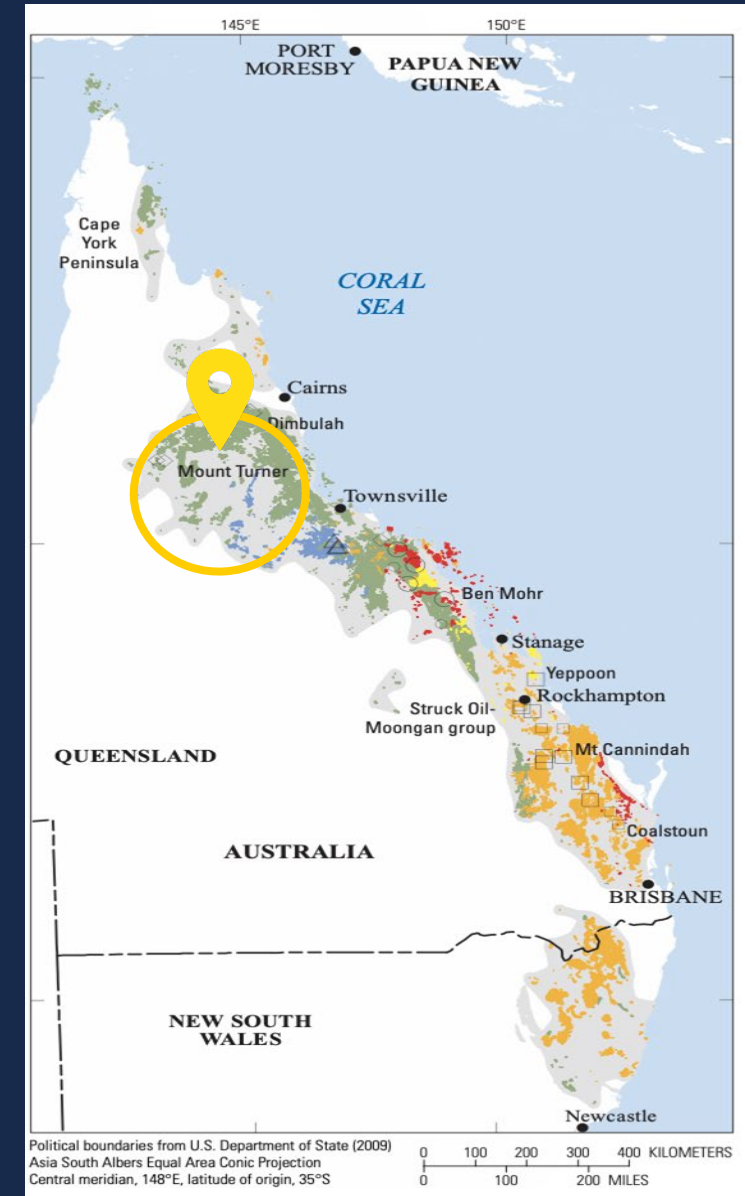 145°E
150°E
PORT
MORESBY
PAPUA NEW
GUINEA
Cape
York
Peninsula
CORAL
SEA
Cairns
Dimbulah
Mount Turner
Townsville
Ben Mohr
Stanage
Yeppoon
Rockhampton
Struck Oil-
Moongan group
QUEENSLAND
Mt Cannindah
Coalstoun
AUSTRALIA
BRISBANE
NEW SOUTH
WALES
Newcastle
Political boundaries from U.S. Department of State (2009)
Asia South Albers Equal Area Conic Projection
Central meridian, 148°E, latitude of origin, 35°S
0 100 200 300 400 KILOMETERS
0 100 200 MILES